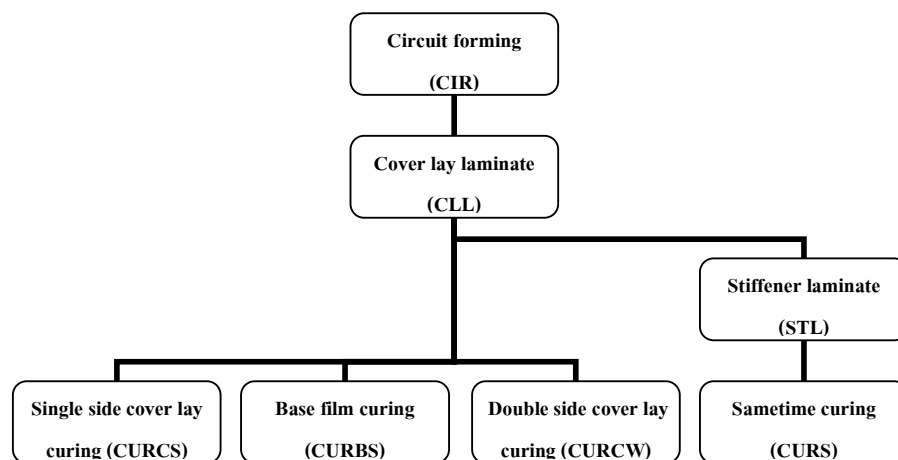 Circuit forming
(CIR)
Cover lay laminate
(CLL)
Stiffener laminate
(STL)
Single side cover lay
curing (CURCS)
Base film curing
(CURBS)
Double side cover lay
curing (CURCW)
Sametime curing
(CURS)